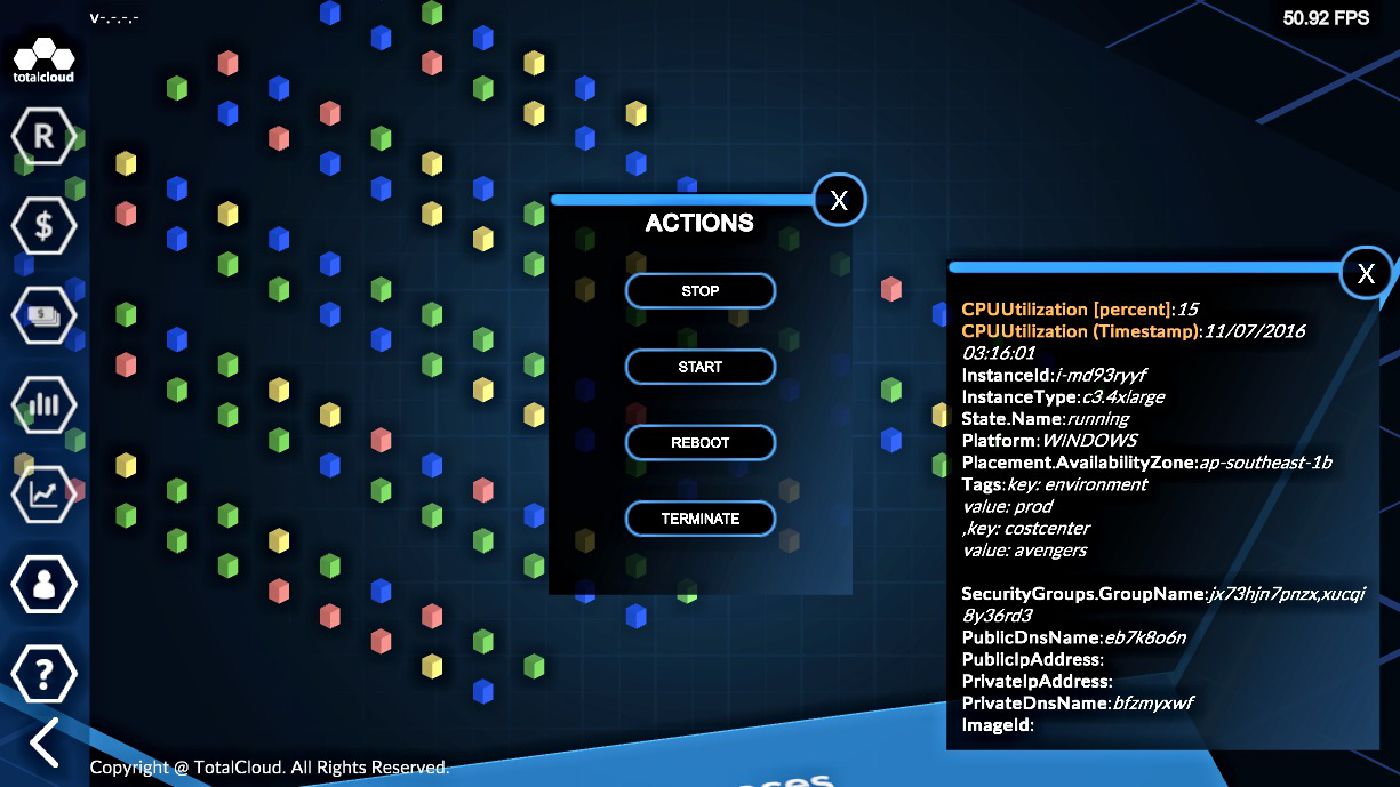 v-.-.-.-
50.92 FPS
totalcloud
R
$
?
X
ACTIONS
STOP
START
REBOOT
TERMINATE
X
CPUUtilization [percent]:15
CPUUtilization (Timestamp):11/07/2016
03:16:01
InstanceId:i-md93ryyf
InstanceType:c3.4xlarge
State.Name:running
Platform:WINDOWS
Placement.AvailabilityZone:ap-southeast-1b
Tags:key: environment
value: prod
,key: costcenter
value: avengers
SecurityGroups.GroupName:jx73hjn7pnzx,xucqi
8y36rd3
PublicDnsName:eb7k8o6n
PublicIpAddress:
PrivateIpAddress:
PrivateDnsName:bfzmyxwf
ImageId:
Copyright @ TotalCloud. All Rights Reserved.